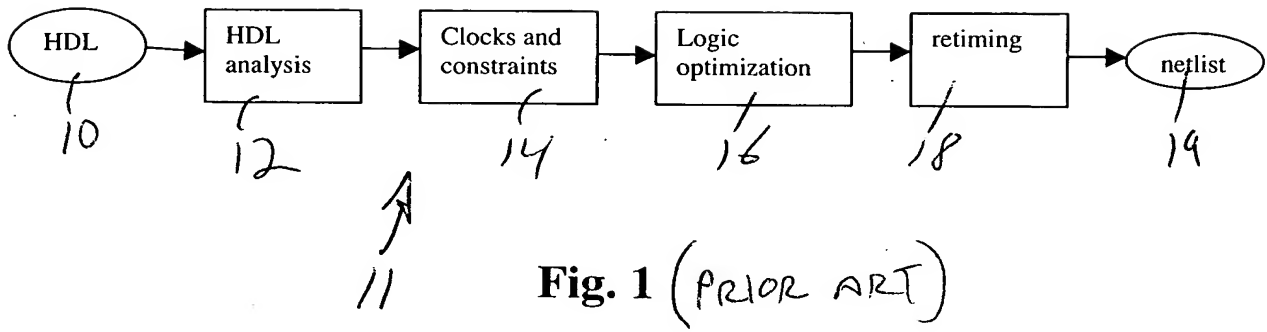 HDL
HDL
analysis
Clocks and
constraints
Logic
optimization
retiming
netlist
10
12
14
16
18
19
11
Fig. 1 (PRIOR ART)